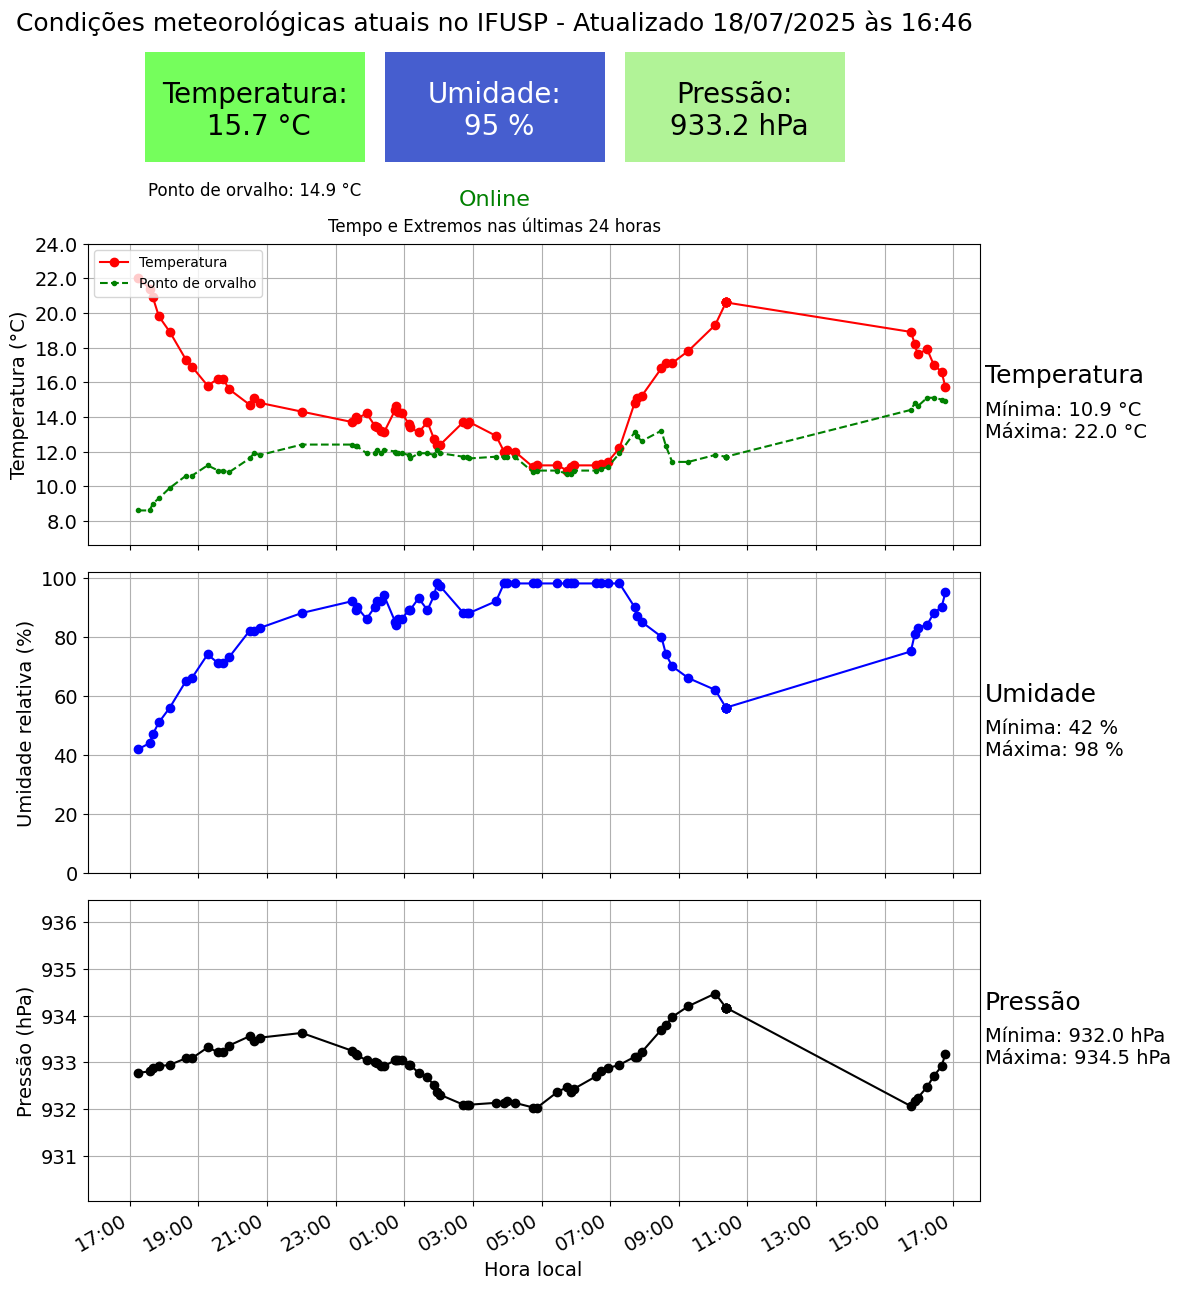 Condições meteorológicas atuais no IFUSP - Atualizado 18/07/2025 às 16:46
Temperatura:
15.7 °C
Umidade:
95 %
Pressão:
933.2 hPa
Ponto de orvalho: 14.9 °C
Online
Tempo e Extremos nas últimas 24 horas
Temperatura
Ponto de orvalho
Temperatura (°C)
24.0
22.0
20.0
18.0
16.0
14.0
12.0
10.0
8.0
Temperatura
Mínima: 10.9 °C
Máxima: 22.0 °C
Umidade relativa (%)
100
80
60
40
20
0
Umidade
Mínima: 42 %
Máxima: 98 %
Pressão (hPa)
936
935
934
933
932
931
Pressão
Mínima: 932.0 hPa
Máxima: 934.5 hPa
17:00
19:00
21:00
23:00
01:00
03:00
05:00
07:00
09:00
11:00
13:00
15:00
17:00
Hora local